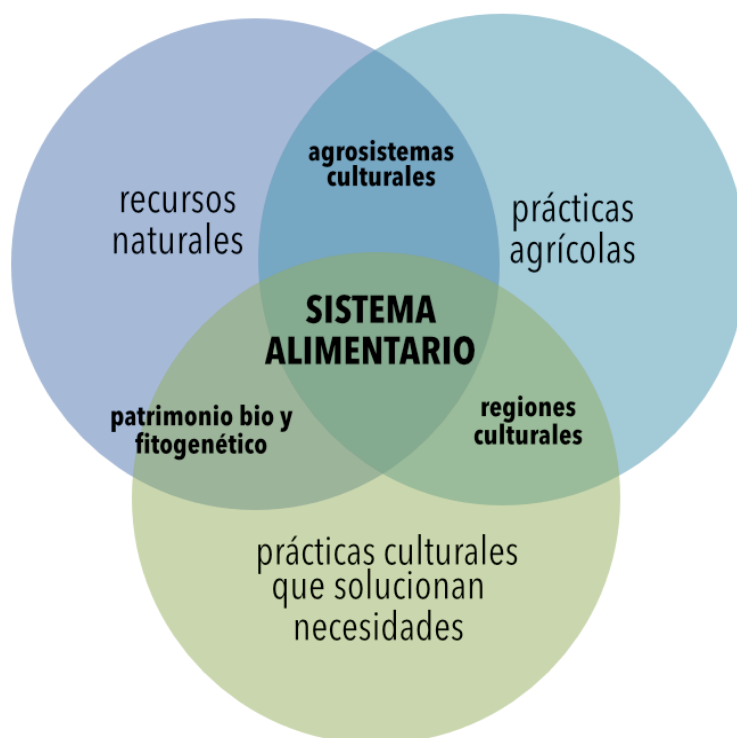 agrosistemas
culturales
recursos
naturales
prácticas
agrícolas
SISTEMA
ALIMENTARIO
patrimonio bio y
fitogenético
regiones
culturales
prácticas culturales
que solucionan
necesidades